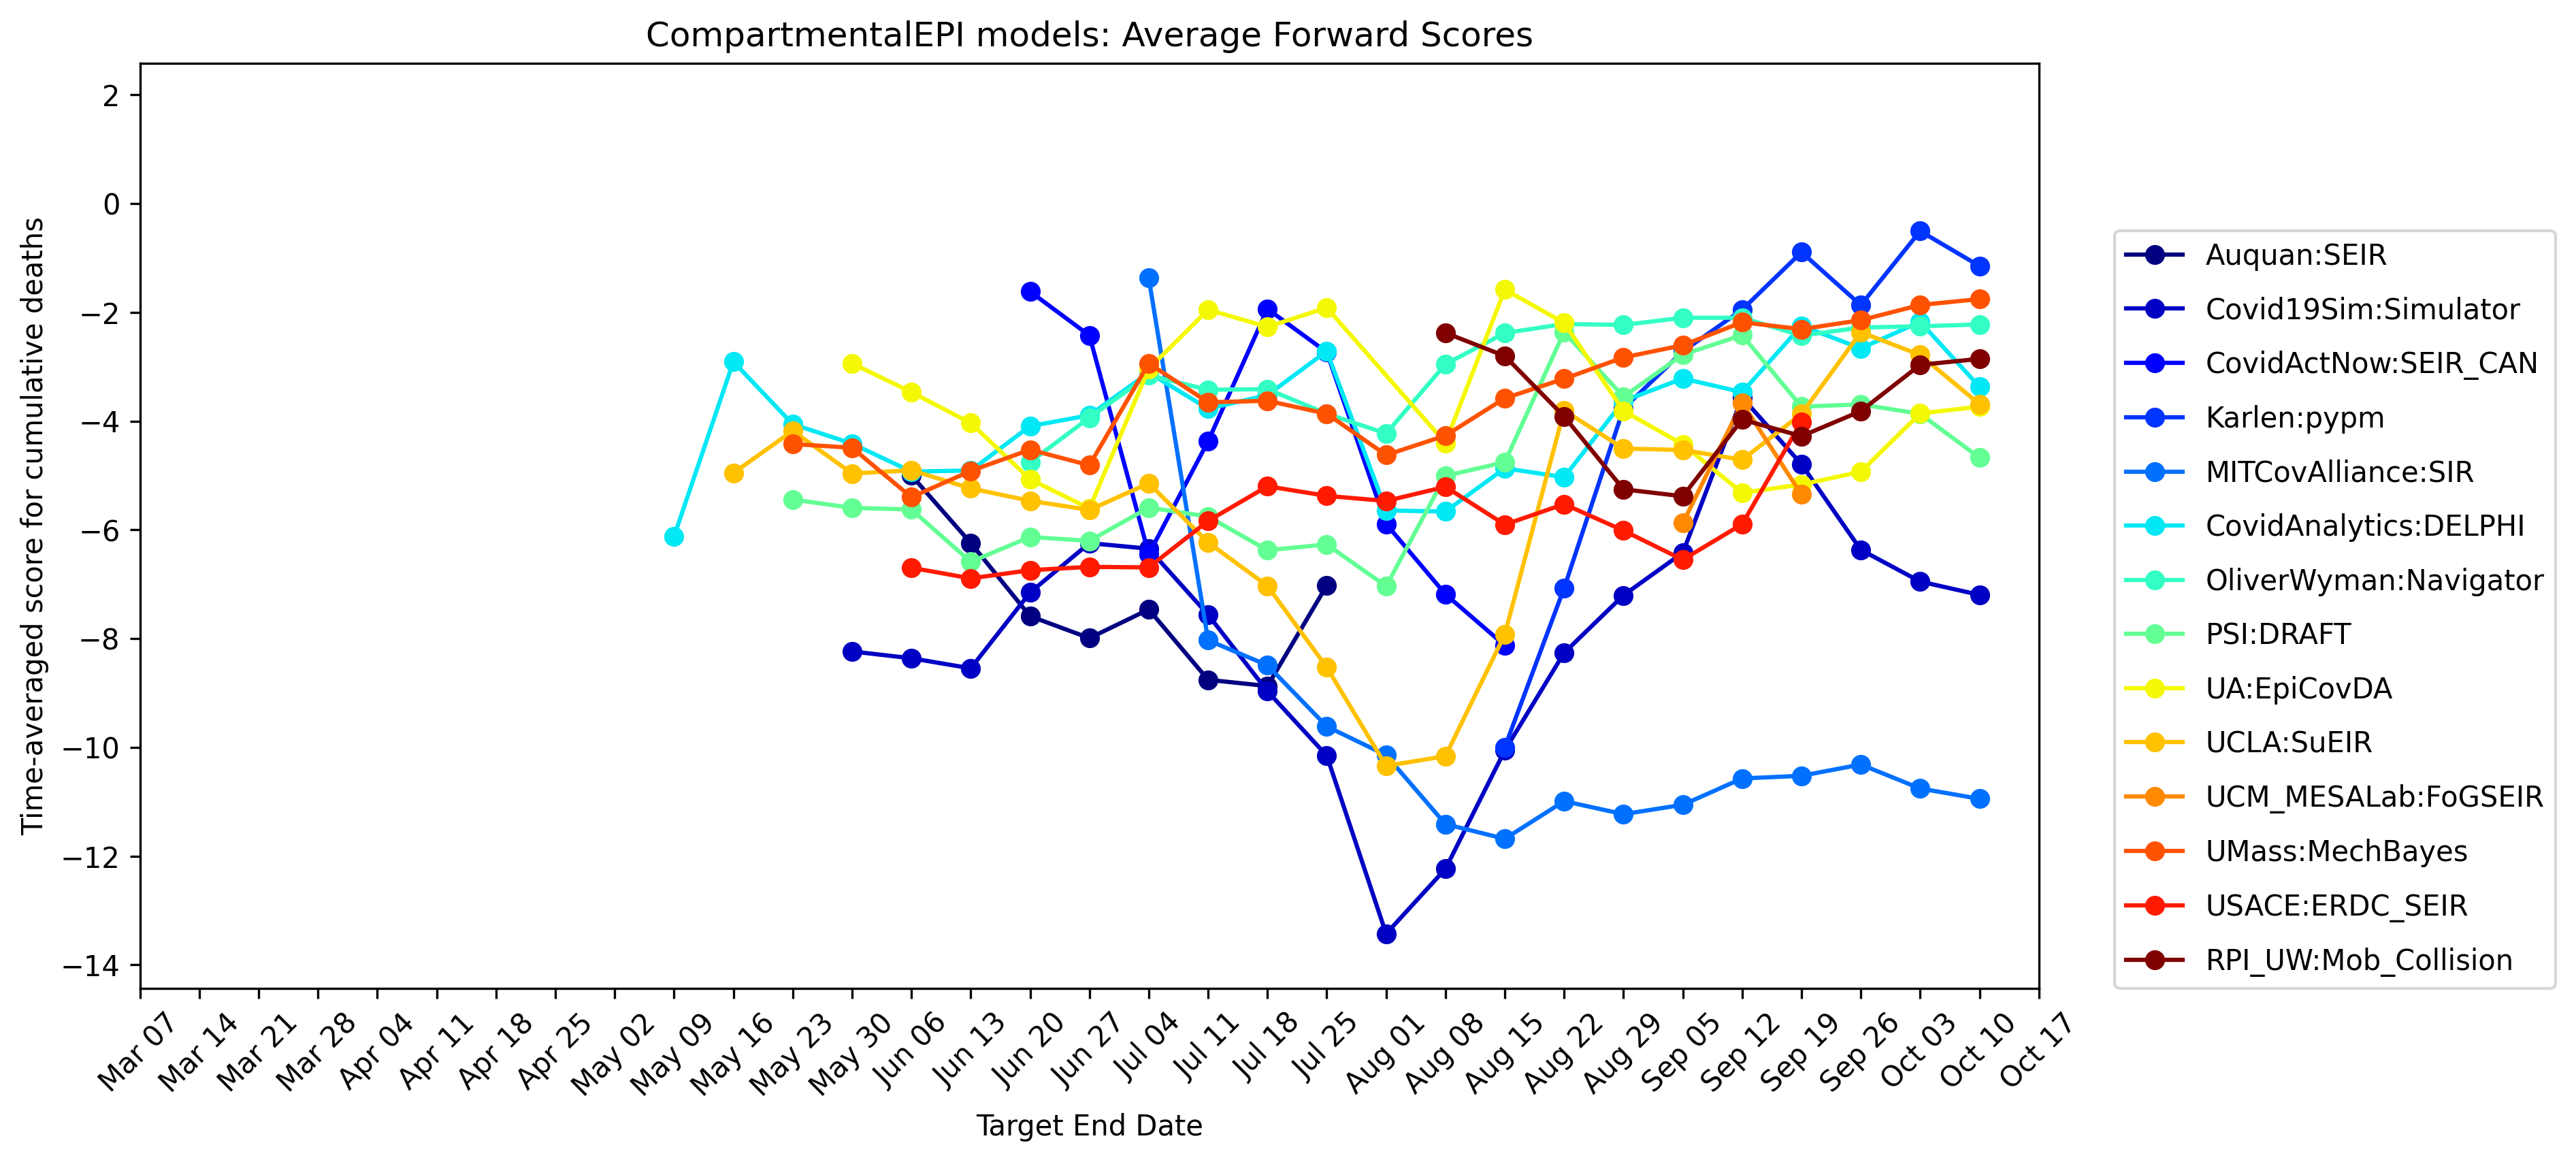 CompartmentalEPI models: Average Forward Scores
Time-averaged score for cumulative deaths
2
0
−2
−4
−6
−8
−10
−12
−14
Mar 07
Mar 14
Mar 21
Mar 28
Apr 04
Apr 11
Apr 18
Apr 25
May 02
May 09
May 16
May 23
May 30
Jun 06
Jun 13
Jun 20
Jun 27
Jul 04
Jul 11
Jul 18
Jul 25
Aug 01
Aug 08
Aug 15
Aug 22
Aug 29
Sep 05
Sep 12
Sep 19
Sep 26
Oct 03
Oct 10
Oct 17
Target End Date
Auquan:SEIR
Covid19Sim:Simulator
CovidActNow:SEIR_CAN
Karlen:pypm
MITCovAlliance:SIR
CovidAnalytics:DELPHI
OliverWyman:Navigator
PSI:DRAFT
UA:EpiCovDA
UCLA:SuEIR
UCM_MESALab:FoGSEIR
UMass:MechBayes
USACE:ERDC_SEIR
RPI_UW:Mob_Collision